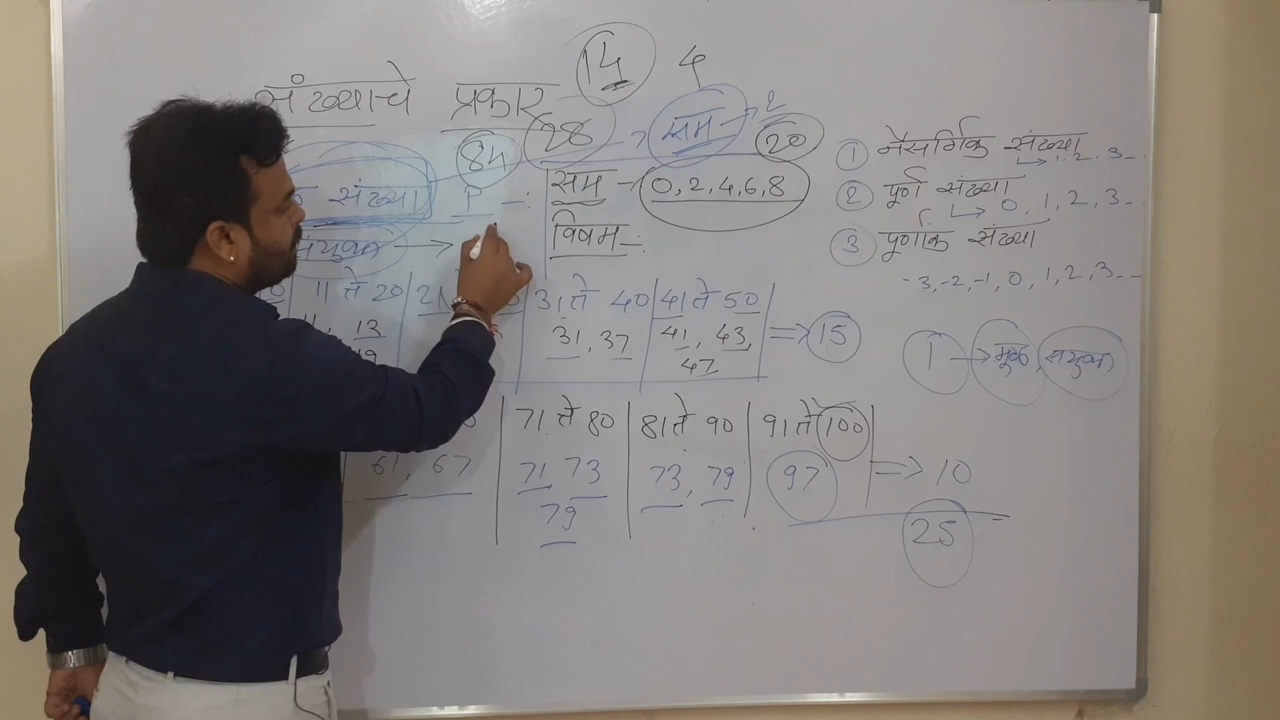 14 4
संख्याचे प्रकार
84 28 सम → 2 20
संख्या P -:
सम - 0, 2, 4, 6, 8
संयुक्त →
विषम -:
11 ते 20 31 ते 40 41 ते 50
11, 13 31, 37 41, 43, => 15
19 47
71 ते 80 81 ते 90 91 ते 100
61, 67 71, 73 73, 79 97 => 10
79
25
1 नैसर्गिक संख्या
↳ 1, 2, 3 --
2 पूर्ण संख्या
↳ 0, 1, 2, 3 --
3 पूर्णांक संख्या
-3, -2, -1, 0, 1, 2, 3 --
1 → मूळ, संयुक्त